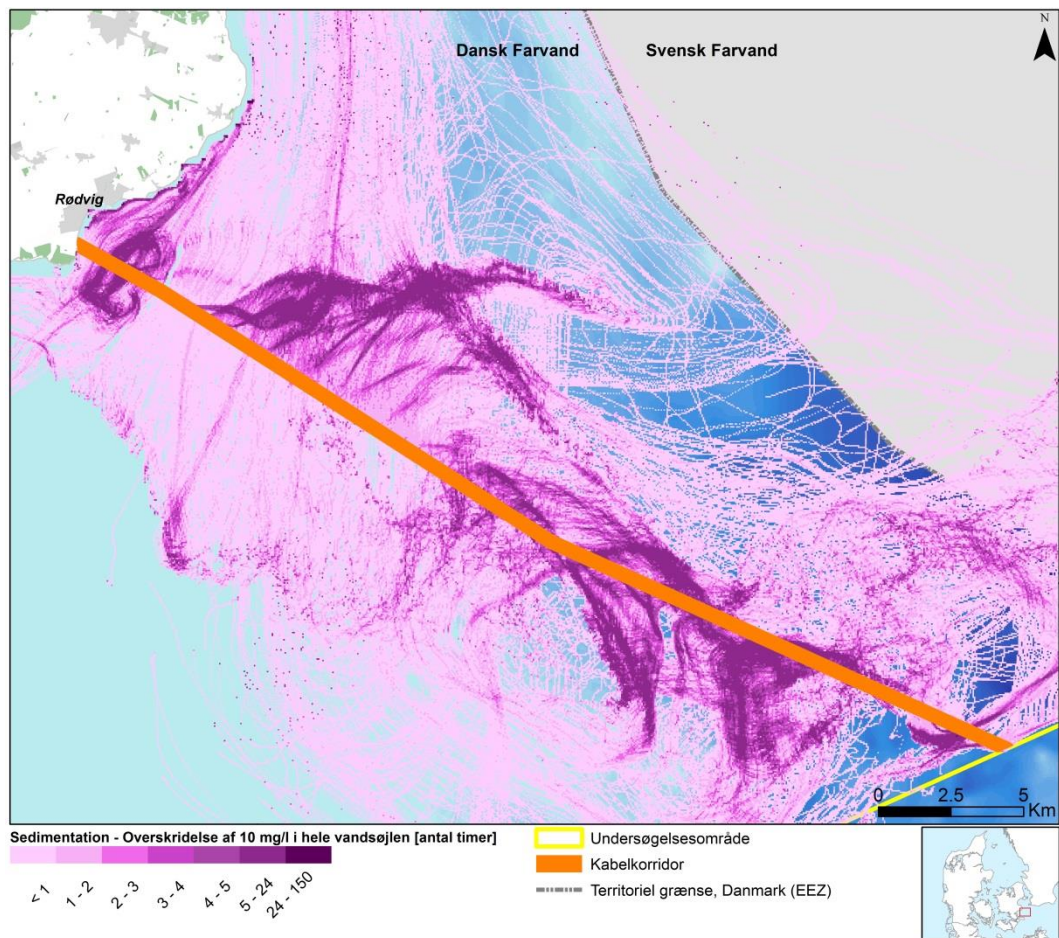 N
Dansk Farvand Svensk Farvand
Rødvig
0 2.5 5
Km
Sedimentation - Overskridelse af 10 mg/l i hele vandsøjlen [antal timer]
< 1
1 - 2
2 - 3
3 - 4
4 - 5
5 - 24
24 - 150
Undersøgelsesområde
Kabelkorridor
Territoriel grænse, Danmark (EEZ)